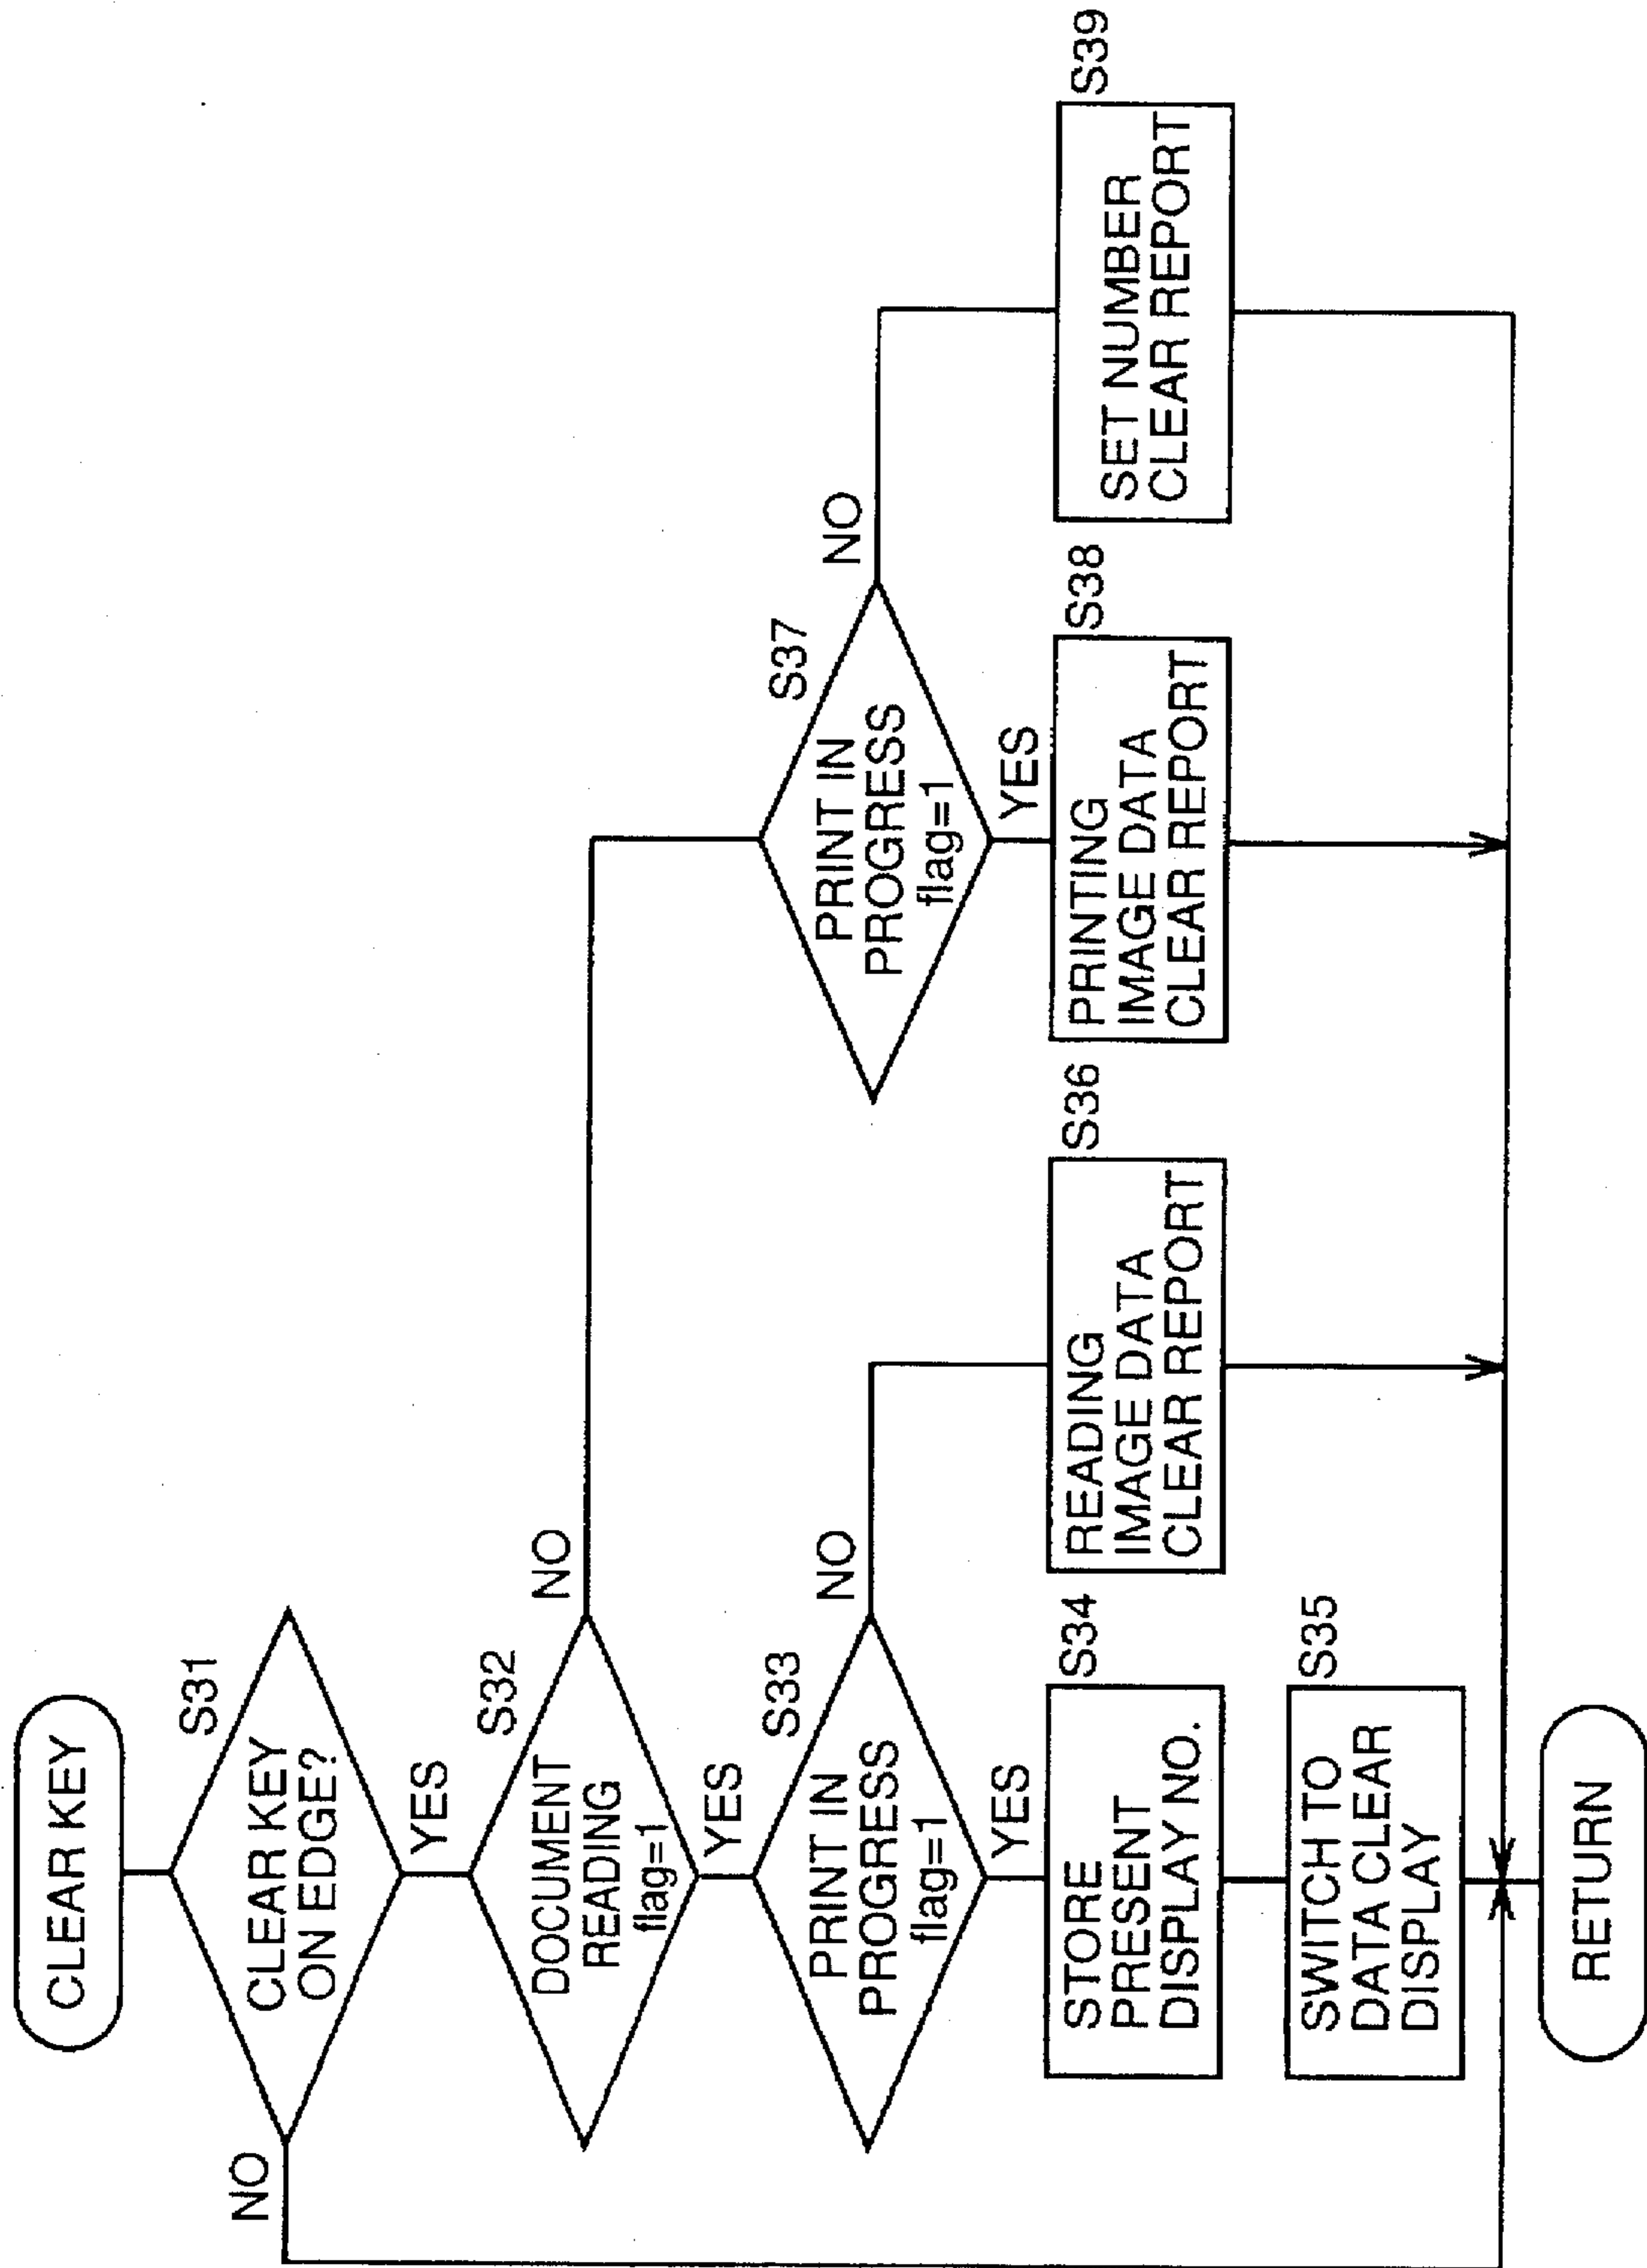 CLEAR KEY
S31
CLEAR KEY
ON EDGE?
NO
YES
S32
DOCUMENT
READING
flag=1
NO
YES
S33
PRINT IN
PROGRESS
flag=1
NO
YES
S34
STORE
PRESENT
DISPLAY NO.
S35
SWITCH TO
DATA CLEAR
DISPLAY
S36
READING
IMAGE DATA
CLEAR REPORT
S37
PRINT IN
PROGRESS
flag=1
NO
YES
S38
PRINTING
IMAGE DATA
CLEAR REPORT
S39
SET NUMBER
CLEAR REPORT
RETURN